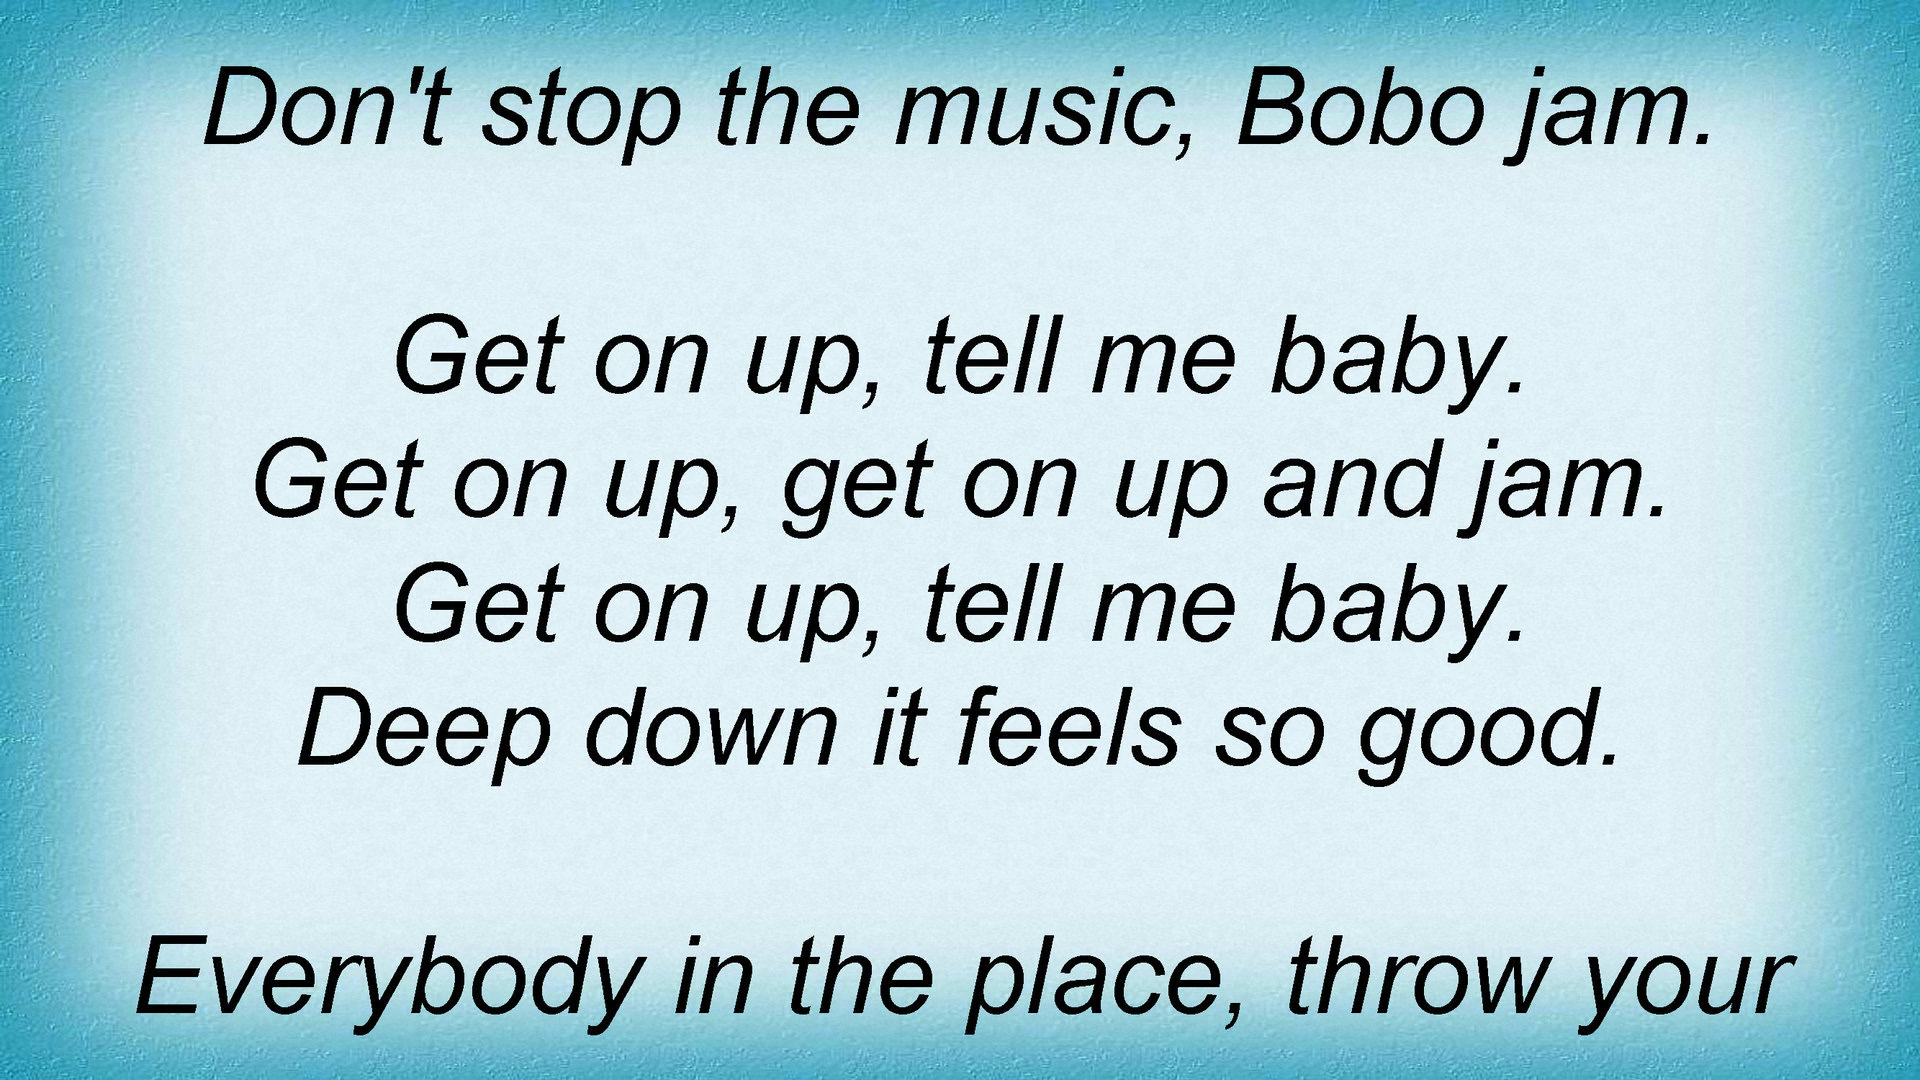 Don't stop the music, Bobo jam.
Get on up, tell me baby.
Get on up, get on up and jam.
Get on up, tell me baby.
Deep down it feels so good.
Everybody in the place, throw your